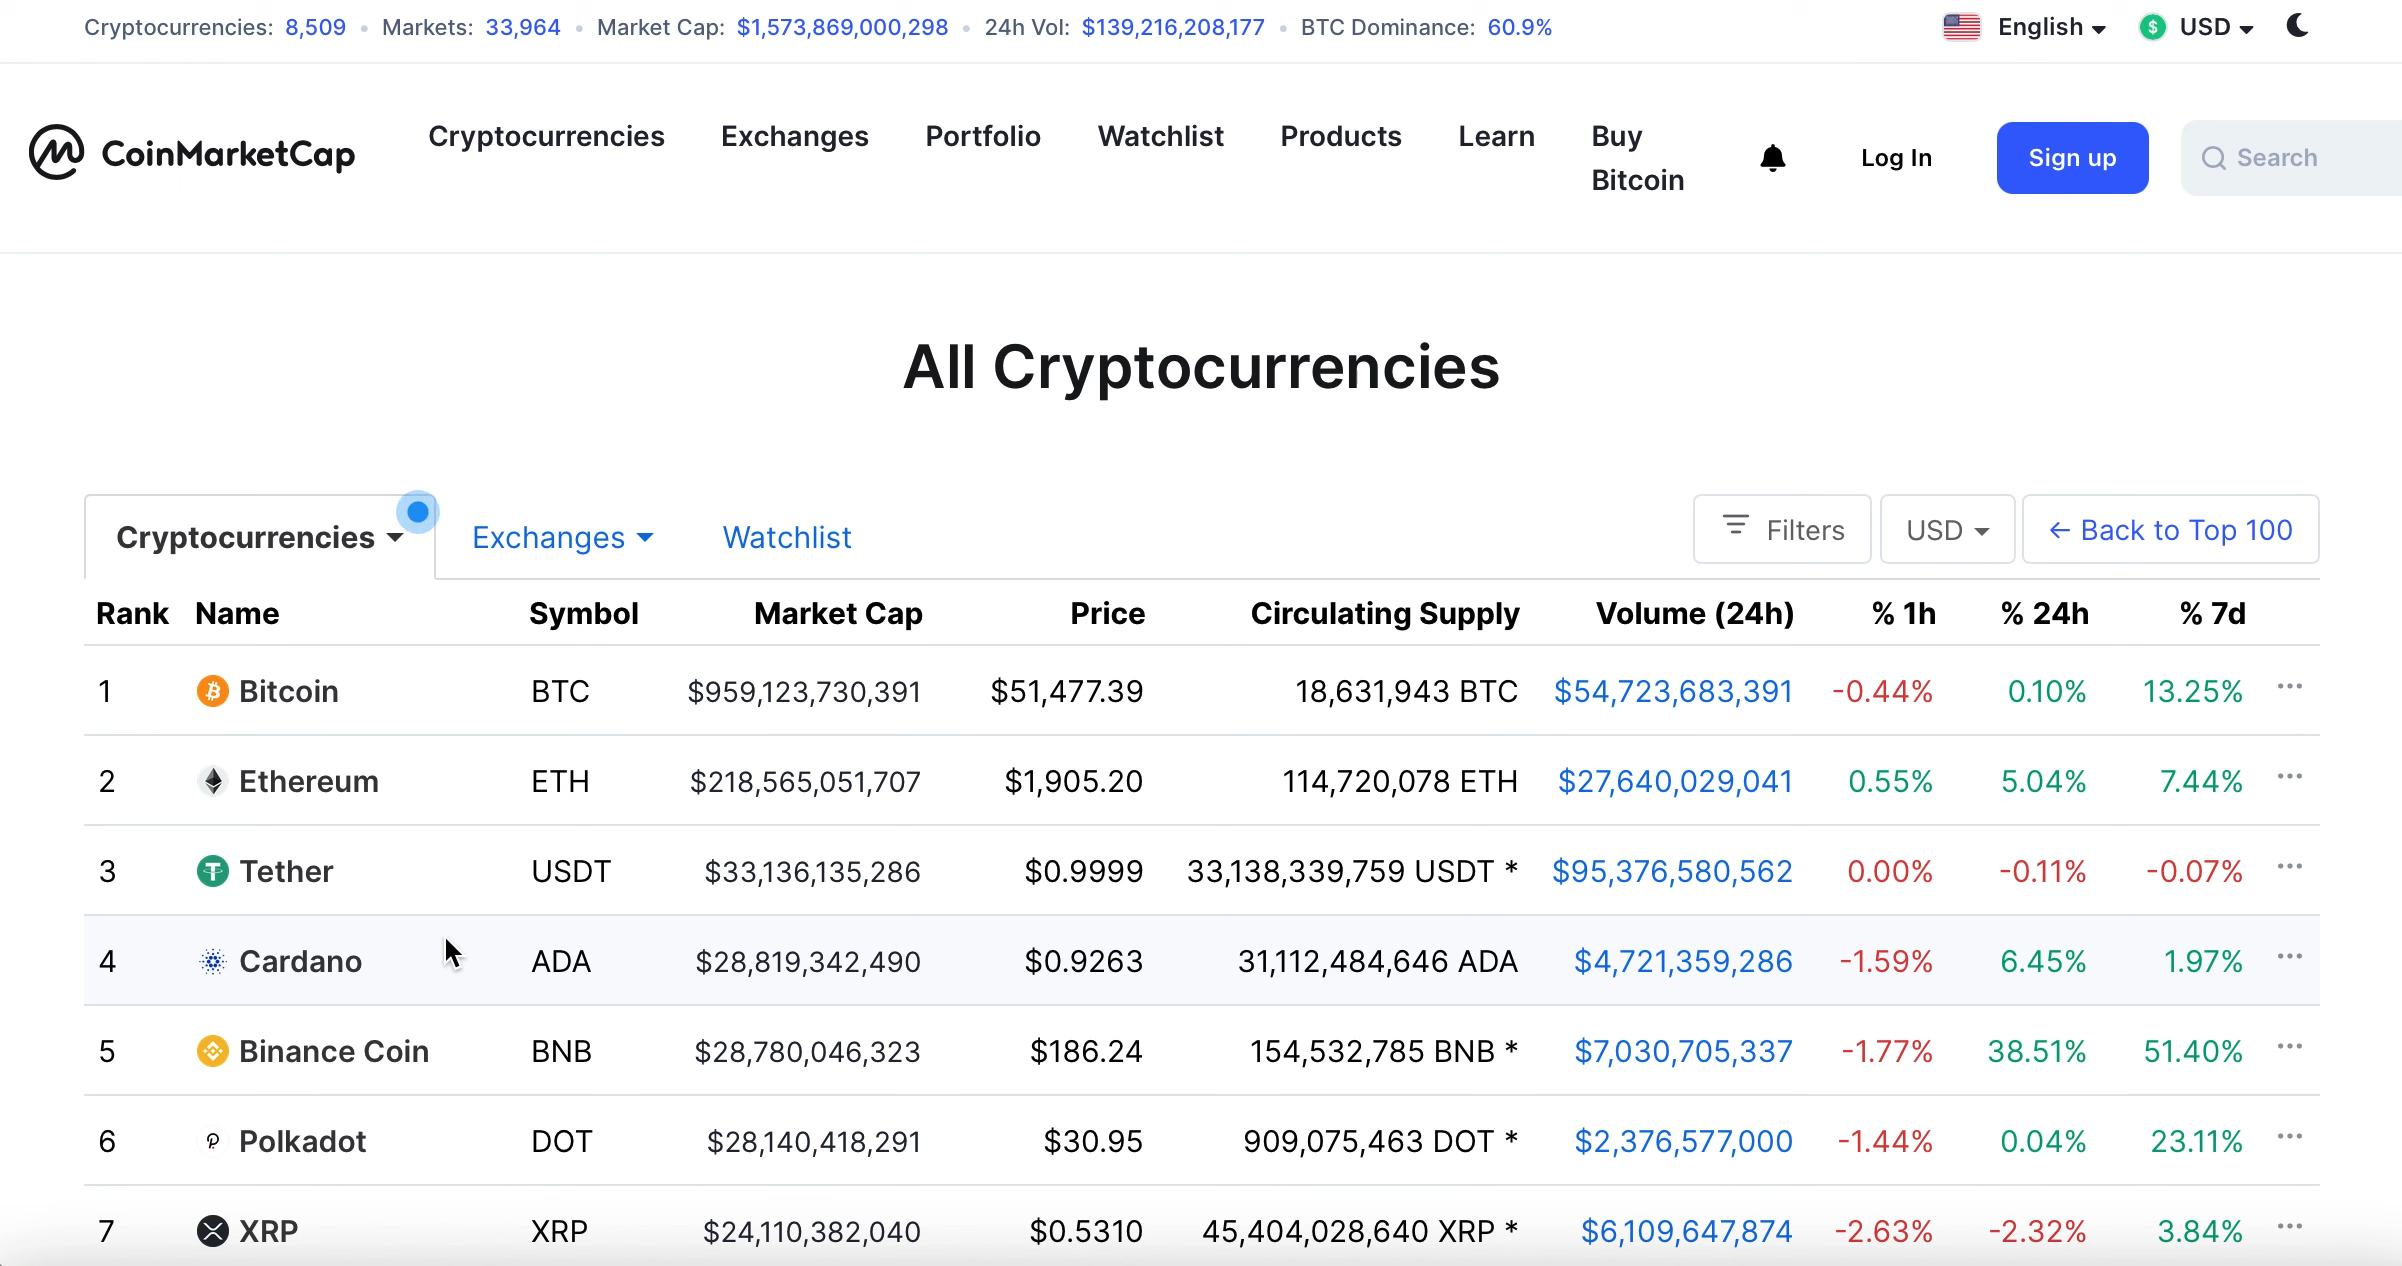 Cryptocurrencies: 8,509 • Markets: 33,964 • Market Cap: $1,573,869,000,298 • 24h Vol: $139,216,208,177 • BTC Dominance: 60.9% English USD
CoinMarketCap Cryptocurrencies Exchanges Portfolio Watchlist Products Learn Buy Bitcoin Log In Sign up Search
All Cryptocurrencies
Cryptocurrencies Exchanges Watchlist Filters USD ← Back to Top 100
Rank Name Symbol Market Cap Price Circulating Supply Volume (24h) % 1h % 24h % 7d
1 Bitcoin BTC $959,123,730,391 $51,477.39 18,631,943 BTC $54,723,683,391 -0.44% 0.10% 13.25% ...
2 Ethereum ETH $218,565,051,707 $1,905.20 114,720,078 ETH $27,640,029,041 0.55% 5.04% 7.44% ...
3 Tether USDT $33,136,135,286 $0.9999 33,138,339,759 USDT * $95,376,580,562 0.00% -0.11% -0.07% ...
4 Cardano ADA $28,819,342,490 $0.9263 31,112,484,646 ADA $4,721,359,286 -1.59% 6.45% 1.97% ...
5 Binance Coin BNB $28,780,046,323 $186.24 154,532,785 BNB * $7,030,705,337 -1.77% 38.51% 51.40% ...
6 Polkadot DOT $28,140,418,291 $30.95 909,075,463 DOT * $2,376,577,000 -1.44% 0.04% 23.11% ...
7 XRP XRP $24,110,382,040 $0.5310 45,404,028,640 XRP * $6,109,647,874 -2.63% -2.32% 3.84% ...